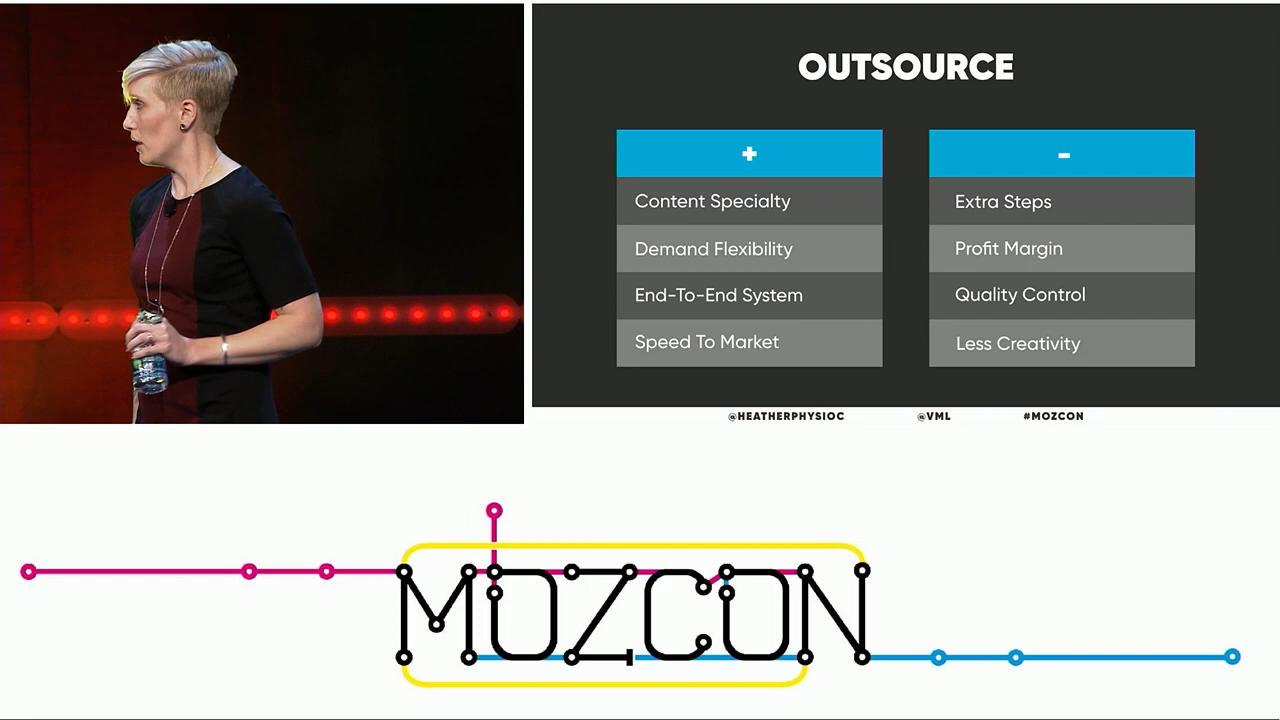 OUTSOURCE
+
-
Content Specialty
Extra Steps
Demand Flexibility
Profit Margin
End-To-End System
Quality Control
Speed To Market
Less Creativity
@HEATHERPHYSIOC @VML #MOZCON
MOZCON